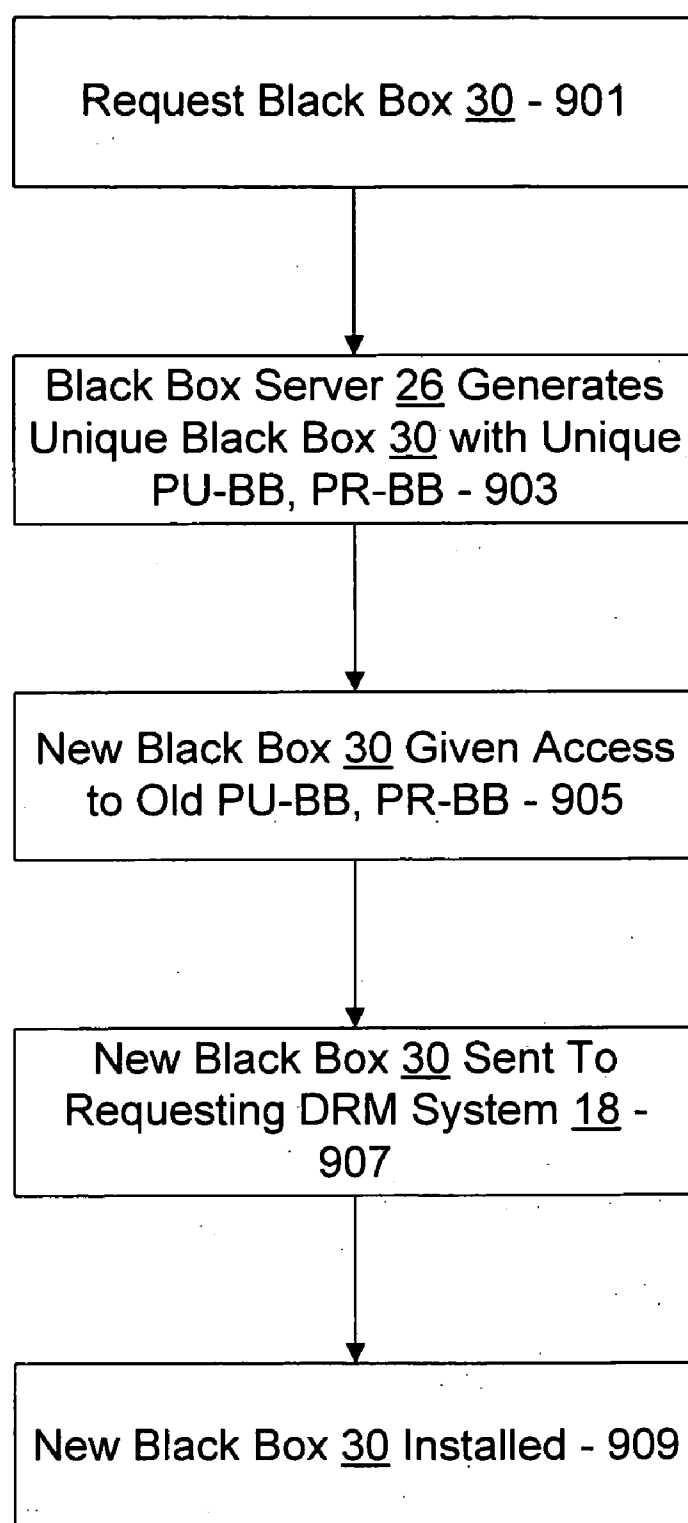 Request Black Box 30 - 901
Black Box Server 26 Generates
Unique Black Box 30 with Unique
PU-BB, PR-BB - 903
New Black Box 30 Given Access
to Old PU-BB, PR-BB - 905
New Black Box 30 Sent To
Requesting DRM System 18 -
907
New Black Box 30 Installed - 909